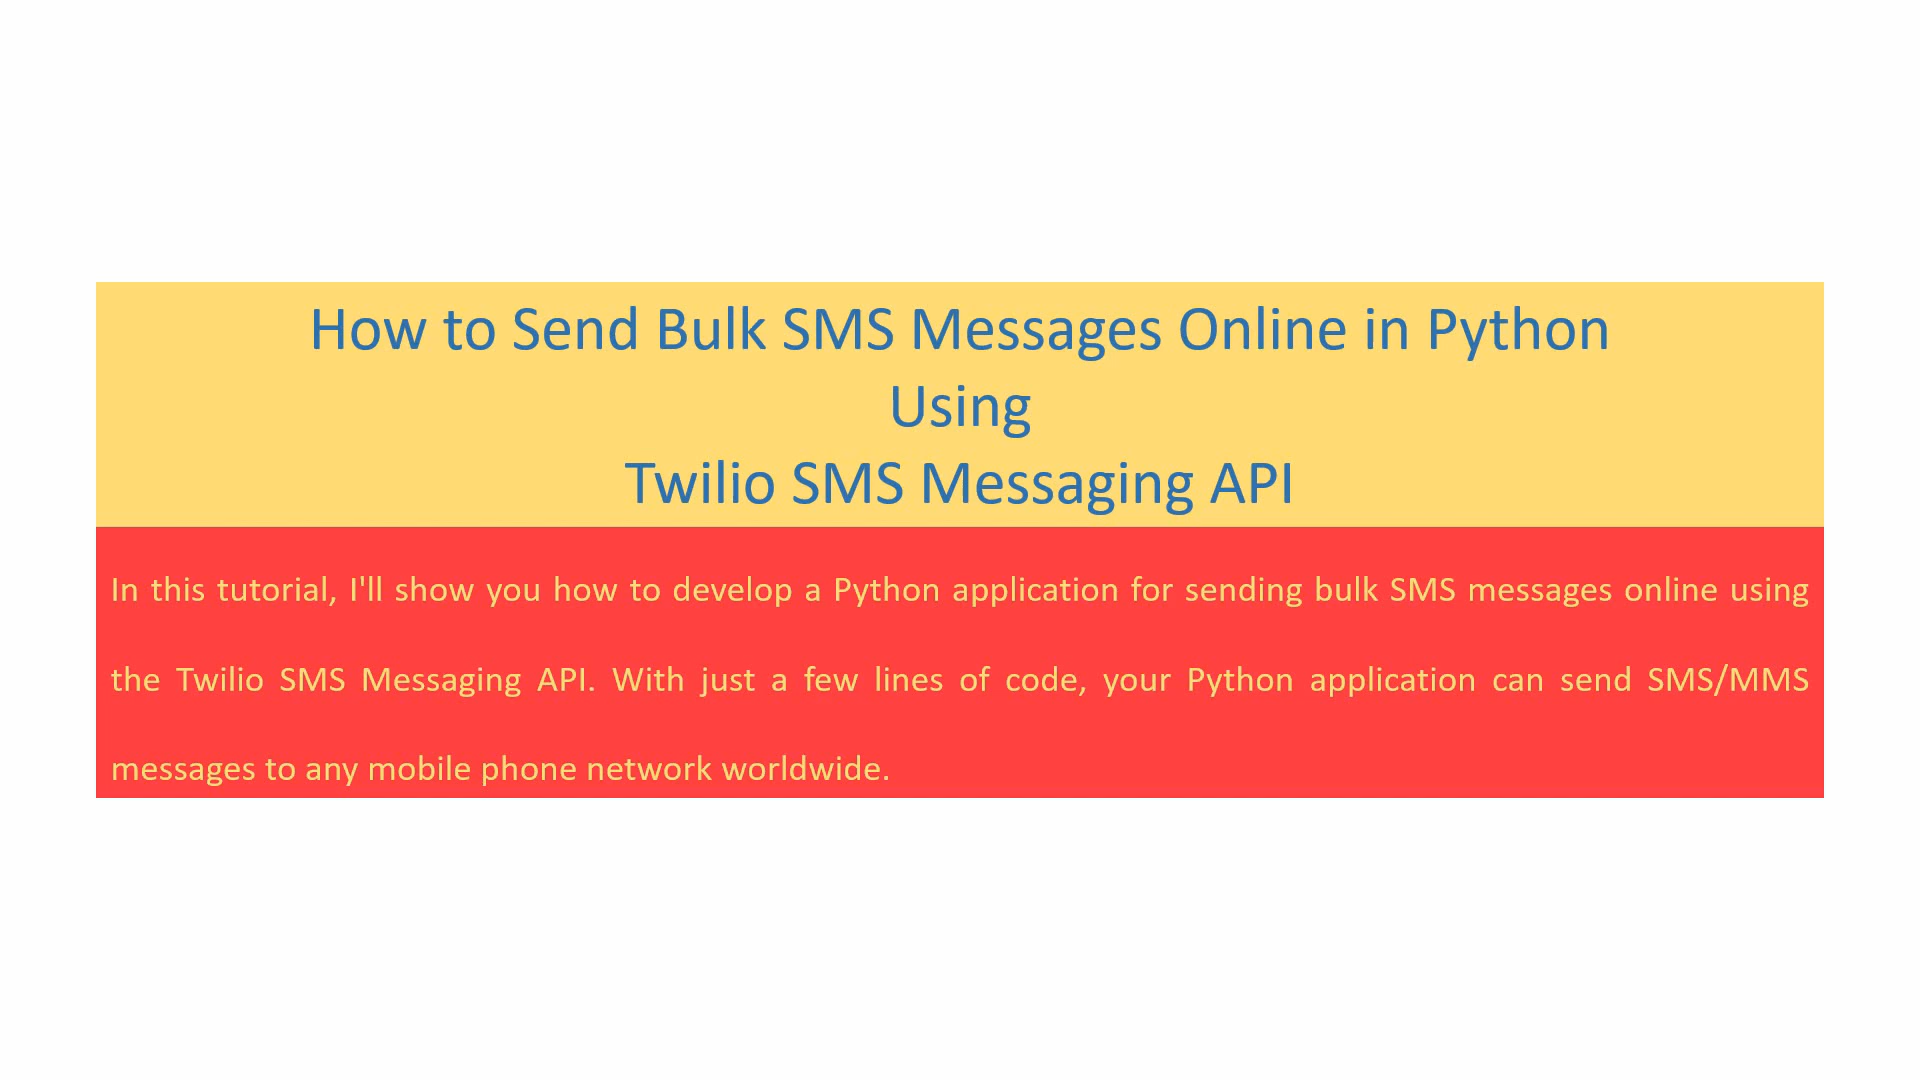 How to Send Bulk SMS Messages Online in Python
Using
Twilio SMS Messaging API
In this tutorial, I'll show you how to develop a Python application for sending bulk SMS messages online using
the Twilio SMS Messaging API. With just a few lines of code, your Python application can send SMS/MMS
messages to any mobile phone network worldwide.